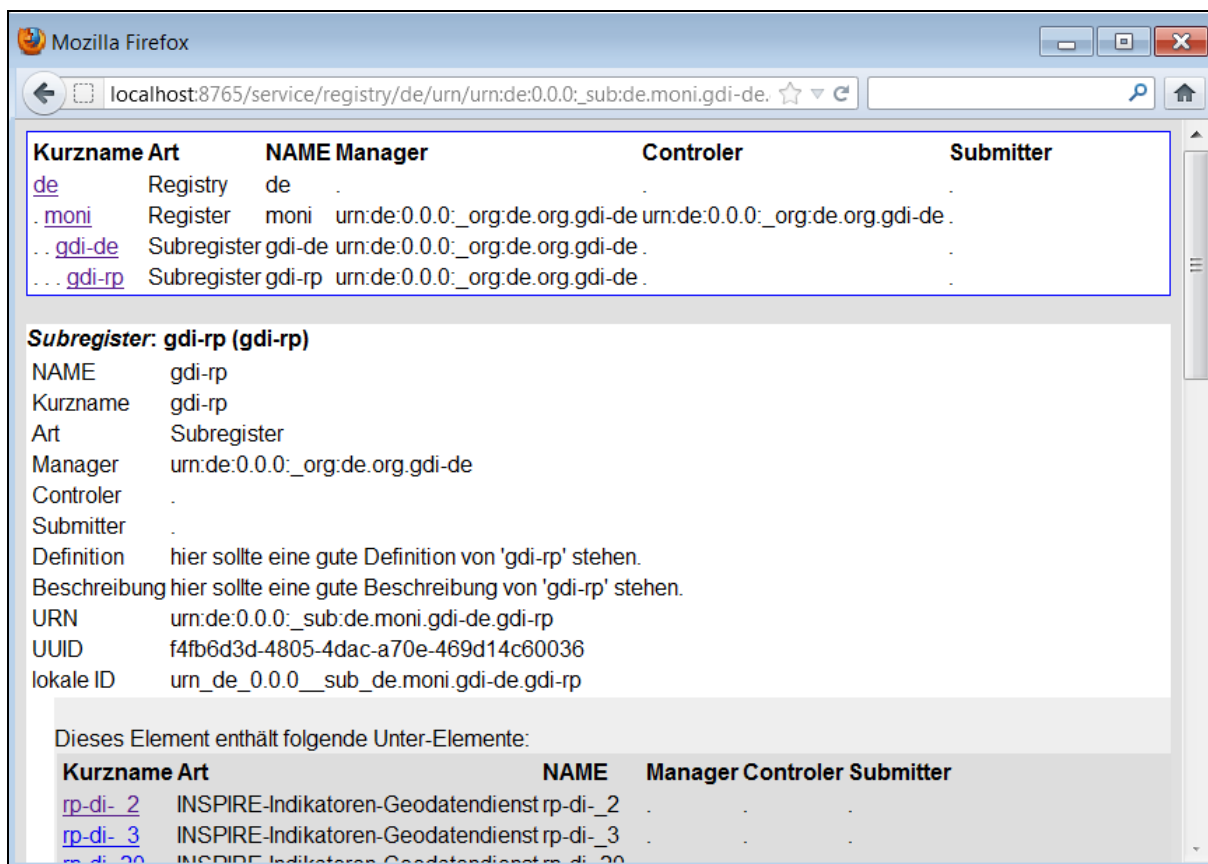 Mozilla Firefox
localhost:8765/service/registry/de/urn/urn:de:0.0.0:_sub:de.moni.gdi-de.
Kurzname Art NAME Manager Controler Submitter
de Registry de . . .
. moni Register moni urn:de:0.0.0:_org:de.org.gdi-de urn:de:0.0.0:_org:de.org.gdi-de .
. . gdi-de Subregister gdi-de urn:de:0.0.0:_org:de.org.gdi-de . .
. . . gdi-rp Subregister gdi-rp urn:de:0.0.0:_org:de.org.gdi-de . .
Subregister: gdi-rp (gdi-rp)
NAME gdi-rp
Kurzname gdi-rp
Art Subregister
Manager urn:de:0.0.0:_org:de.org.gdi-de
Controler .
Submitter .
Definition hier sollte eine gute Definition von 'gdi-rp' stehen.
Beschreibung hier sollte eine gute Beschreibung von 'gdi-rp' stehen.
URN urn:de:0.0.0:_sub:de.moni.gdi-de.gdi-rp
UUID f4fb6d3d-4805-4dac-a70e-469d14c60036
lokale ID urn_de_0.0.0__sub_de.moni.gdi-de.gdi-rp
Dieses Element enthält folgende Unter-Elemente:
Kurzname Art NAME Manager Controler Submitter
rp-di-_2 INSPIRE-Indikatoren-Geodatendienst rp-di-_2 . . .
rp-di-_3 INSPIRE-Indikatoren-Geodatendienst rp-di-_3 . . .
rp-di-20 INSPIRE-Indikatoren-Geodatendienst rp-di-20